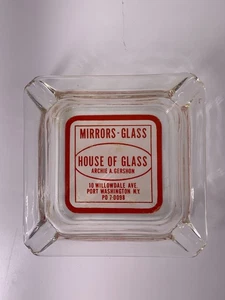 MIRRORS-GLASS
HOUSE OF GLASS
ARCHIE A. GERSHON
10 WILLOWDALE AVE.
PORT WASHINGTON N.Y.
PO 7-0098